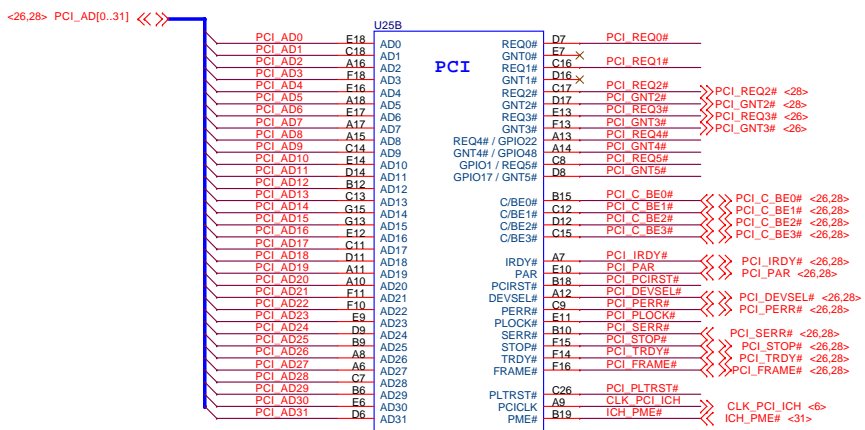 <26,28> PCI_AD[0..31]
U25B
PCI
PCI_AD0 E18 AD0 REQ0# D7 PCI_REQ0#
PCI_AD1 C18 AD1 GNT0# E7
PCI_AD2 A16 AD2 REQ1# C16 PCI_REQ1#
PCI_AD3 F18 AD3 GNT1# D16
PCI_AD4 E16 AD4 REQ2# C17 PCI_REQ2# PCI_REQ2# <28>
PCI_AD5 A18 AD5 GNT2# D17 PCI_GNT2# PCI_GNT2# <28>
PCI_AD6 E17 AD6 REQ3# E13 PCI_REQ3# PCI_REQ3# <26>
PCI_AD7 A17 AD7 GNT3# F13 PCI_GNT3# PCI_GNT3# <26>
PCI_AD8 A15 AD8 REQ4# / GPIO22 A13 PCI_REQ4#
PCI_AD9 C14 AD9 GNT4# / GPIO48 A14 PCI_GNT4#
PCI_AD10 E14 AD10 GPIO1 / REQ5# C8 PCI_REQ5#
PCI_AD11 D14 AD11 GPIO17 / GNT5# D8 PCI_GNT5#
PCI_AD12 B12 AD12
PCI_AD13 C13 AD13 C/BE0# B15 PCI_C_BE0# PCI_C_BE0# <26,28>
PCI_AD14 G15 AD14 C/BE1# C12 PCI_C_BE1# PCI_C_BE1# <26,28>
PCI_AD15 G13 AD15 C/BE2# D12 PCI_C_BE2# PCI_C_BE2# <26,28>
PCI_AD16 E12 AD16 C/BE3# C15 PCI_C_BE3# PCI_C_BE3# <26,28>
PCI_AD17 C11 AD17
PCI_AD18 D11 AD18 IRDY# A7 PCI_IRDY# PCI_IRDY# <26,28>
PCI_AD19 A11 AD19 PAR E10 PCI_PAR PCI_PAR <26,28>
PCI_AD20 A10 AD20 PCIRST# B18 PCI_PCIRST#
PCI_AD21 F11 AD21 DEVSEL# A12 PCI_DEVSEL# PCI_DEVSEL# <26,28>
PCI_AD22 F10 AD22 PERR# C9 PCI_PERR# PCI_PERR# <26,28>
PCI_AD23 E9 AD23 PLOCK# E11 PCI_PLOCK#
PCI_AD24 D9 AD24 SERR# B10 PCI_SERR# PCI_SERR# <26,28>
PCI_AD25 B9 AD25 STOP# F15 PCI_STOP# PCI_STOP# <26,28>
PCI_AD26 A8 AD26 TRDY# F14 PCI_TRDY# PCI_TRDY# <26,28>
PCI_AD27 A6 AD27 FRAME# F16 PCI_FRAME# PCI_FRAME# <26,28>
PCI_AD28 C7 AD28
PCI_AD29 B6 AD29 PLTRST# C26 PCI_PLTRST#
PCI_AD30 E6 AD30 PCICLK A9 CLK_PCI_ICH CLK_PCI_ICH <6>
PCI_AD31 D6 AD31 PME# B19 ICH_PME# ICH_PME# <31>